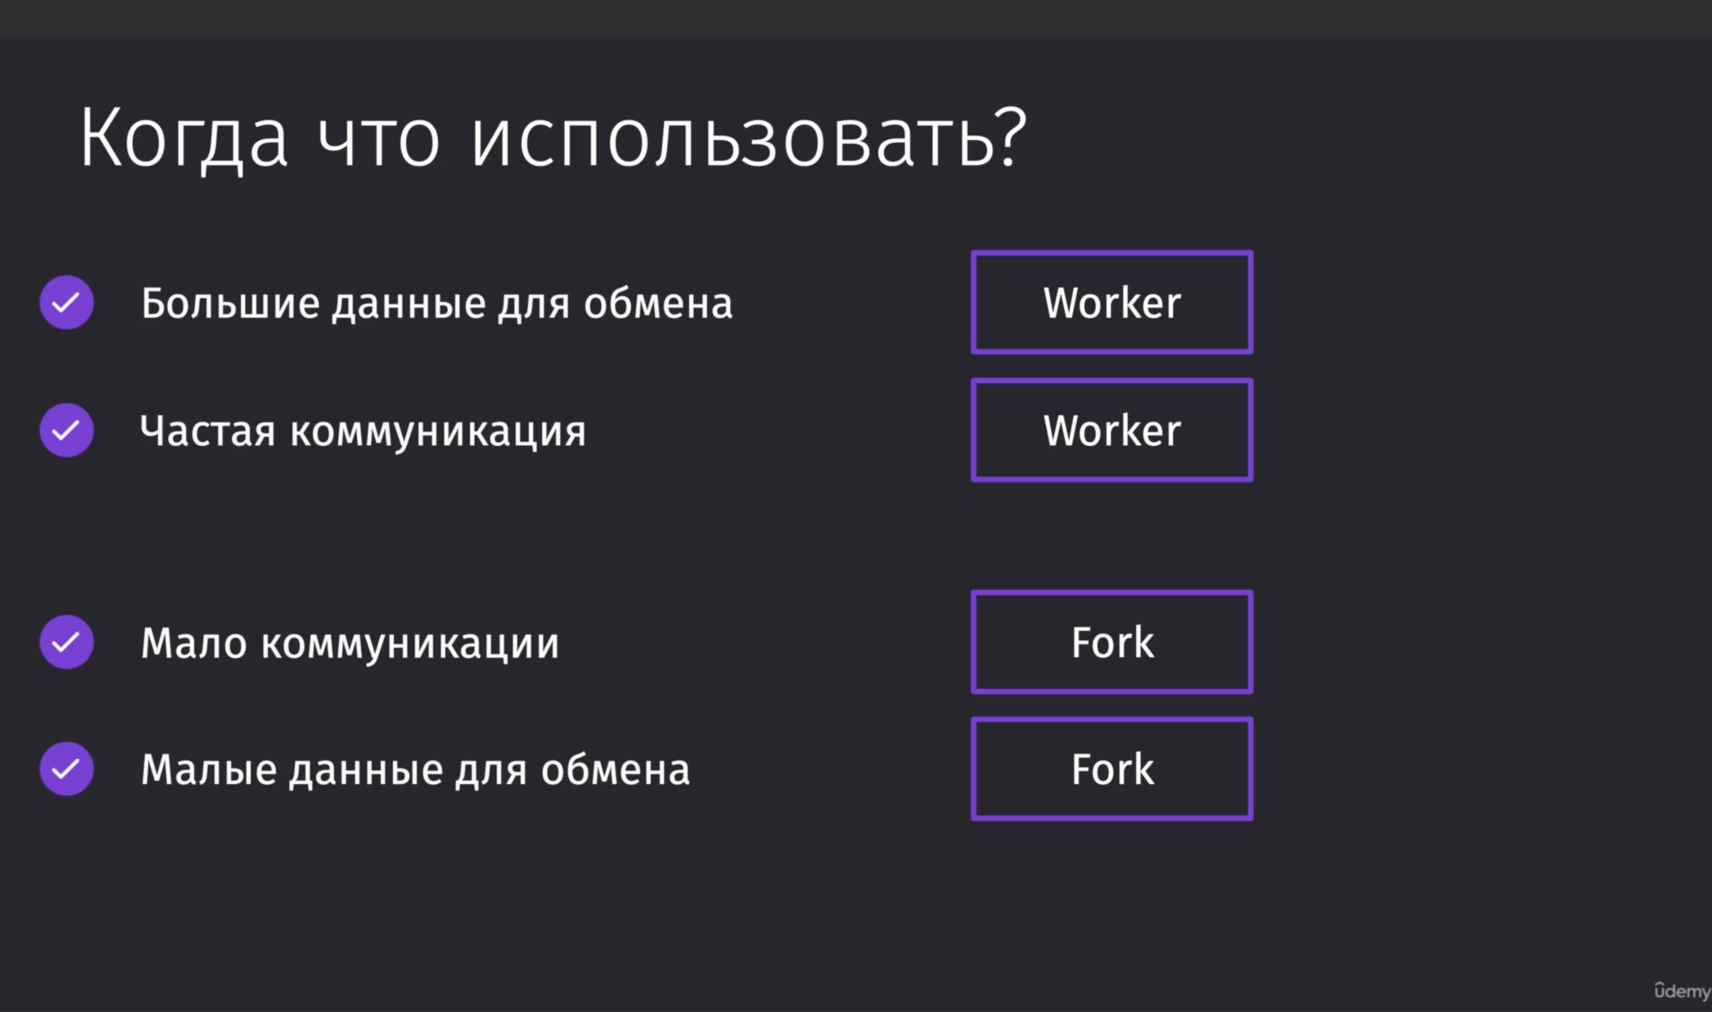 Когда что использовать?
Большие данные для обмена
Worker
Частая коммуникация
Worker
Мало коммуникации
Fork
Малые данные для обмена
Fork
ûdemy